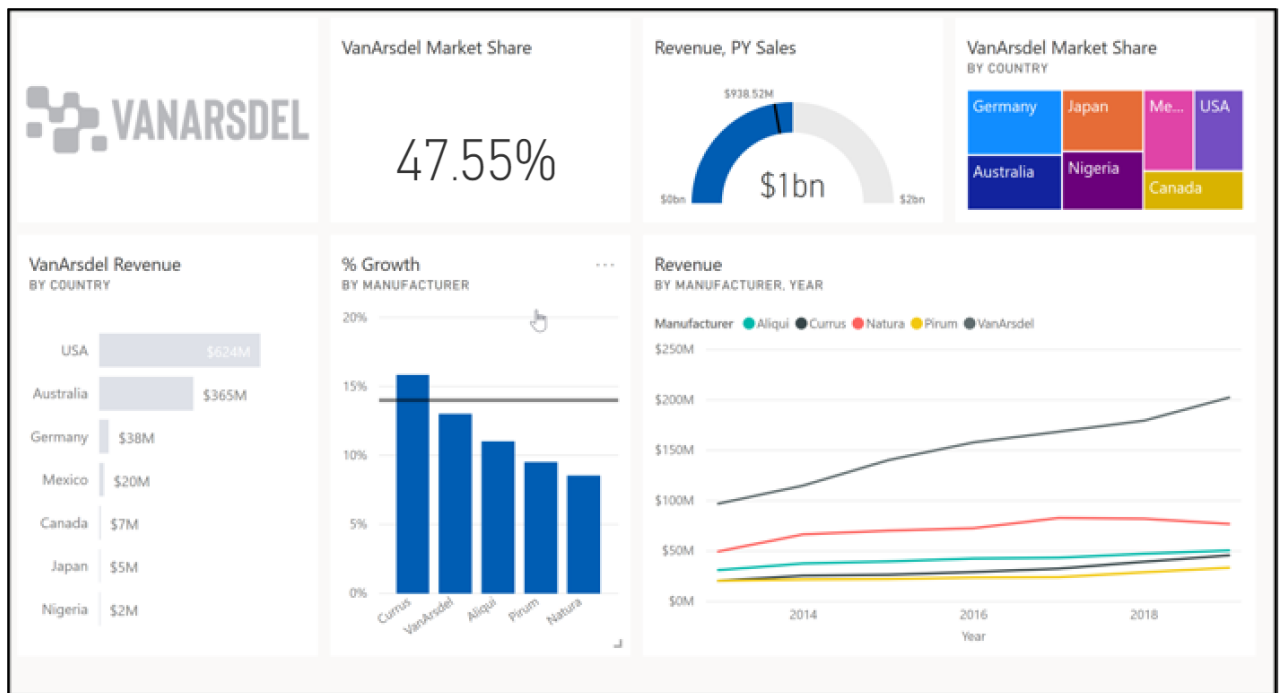 VANARSDEL
VanArsdel Market Share
47.55%
Revenue, PY Sales
$938.52M
$0bn
$1bn
$2bn
VanArsdel Market Share
BY COUNTRY
Germany
Japan
Me...
USA
Australia
Nigeria
Canada
VanArsdel Revenue
BY COUNTRY
USA $624M
Australia $365M
Germany $38M
Mexico $20M
Canada $7M
Japan $5M
Nigeria $2M
% Growth
...
BY MANUFACTURER
20%
15%
10%
5%
0%
Currus
VanArsdel
Aliqui
Pirum
Natura
Revenue
BY MANUFACTURER, YEAR
Manufacturer Aliqui Currus Natura Pirum VanArsdel
$250M
$200M
$150M
$100M
$50M
$0M
2014 2016 2018
Year